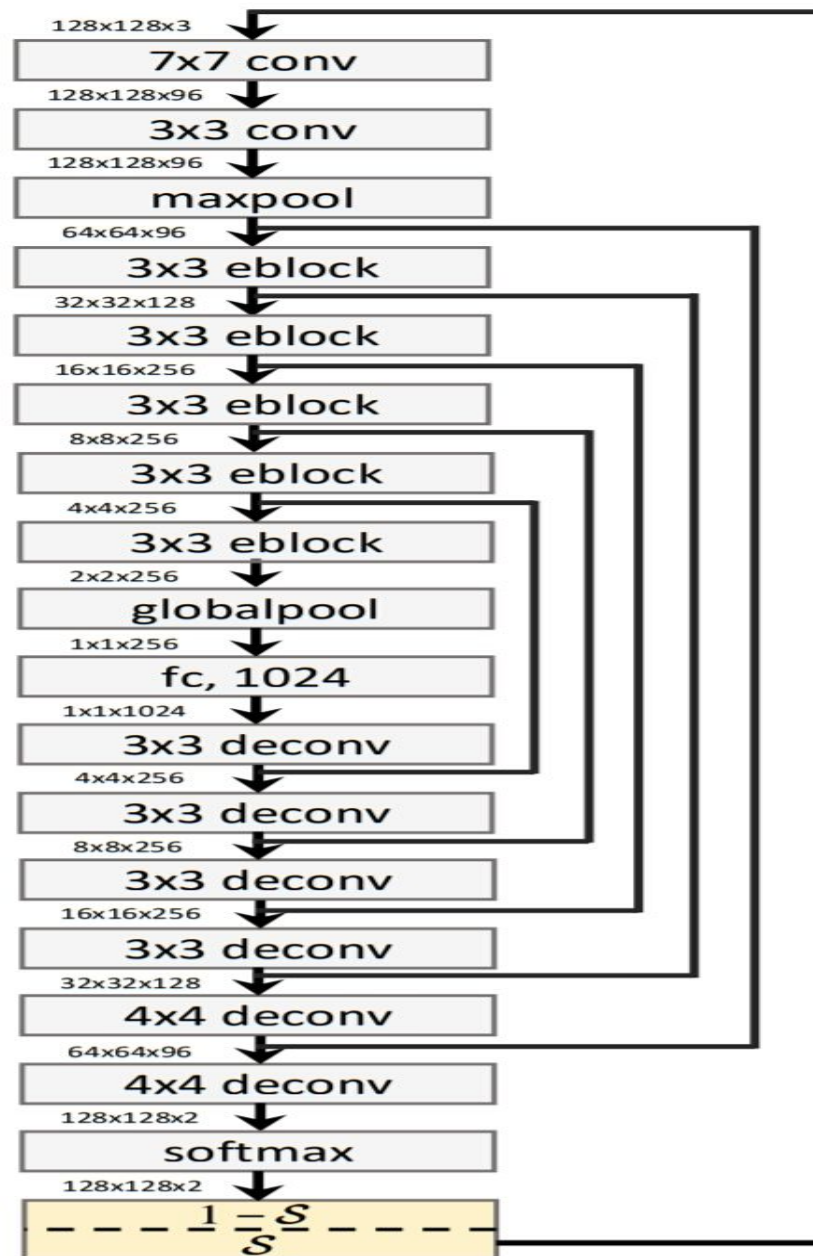 128x128x3
7x7 conv
128x128x96
3x3 conv
128x128x96
maxpool
64x64x96
3x3 eblock
32x32x128
3x3 eblock
16x16x256
3x3 eblock
8x8x256
3x3 eblock
4x4x256
3x3 eblock
2x2x256
globalpool
1x1x256
fc, 1024
1x1x1024
3x3 deconv
4x4x256
3x3 deconv
8x8x256
3x3 deconv
16x16x256
3x3 deconv
32x32x128
4x4 deconv
64x64x96
4x4 deconv
128x128x2
softmax
128x128x2
1 − S
S